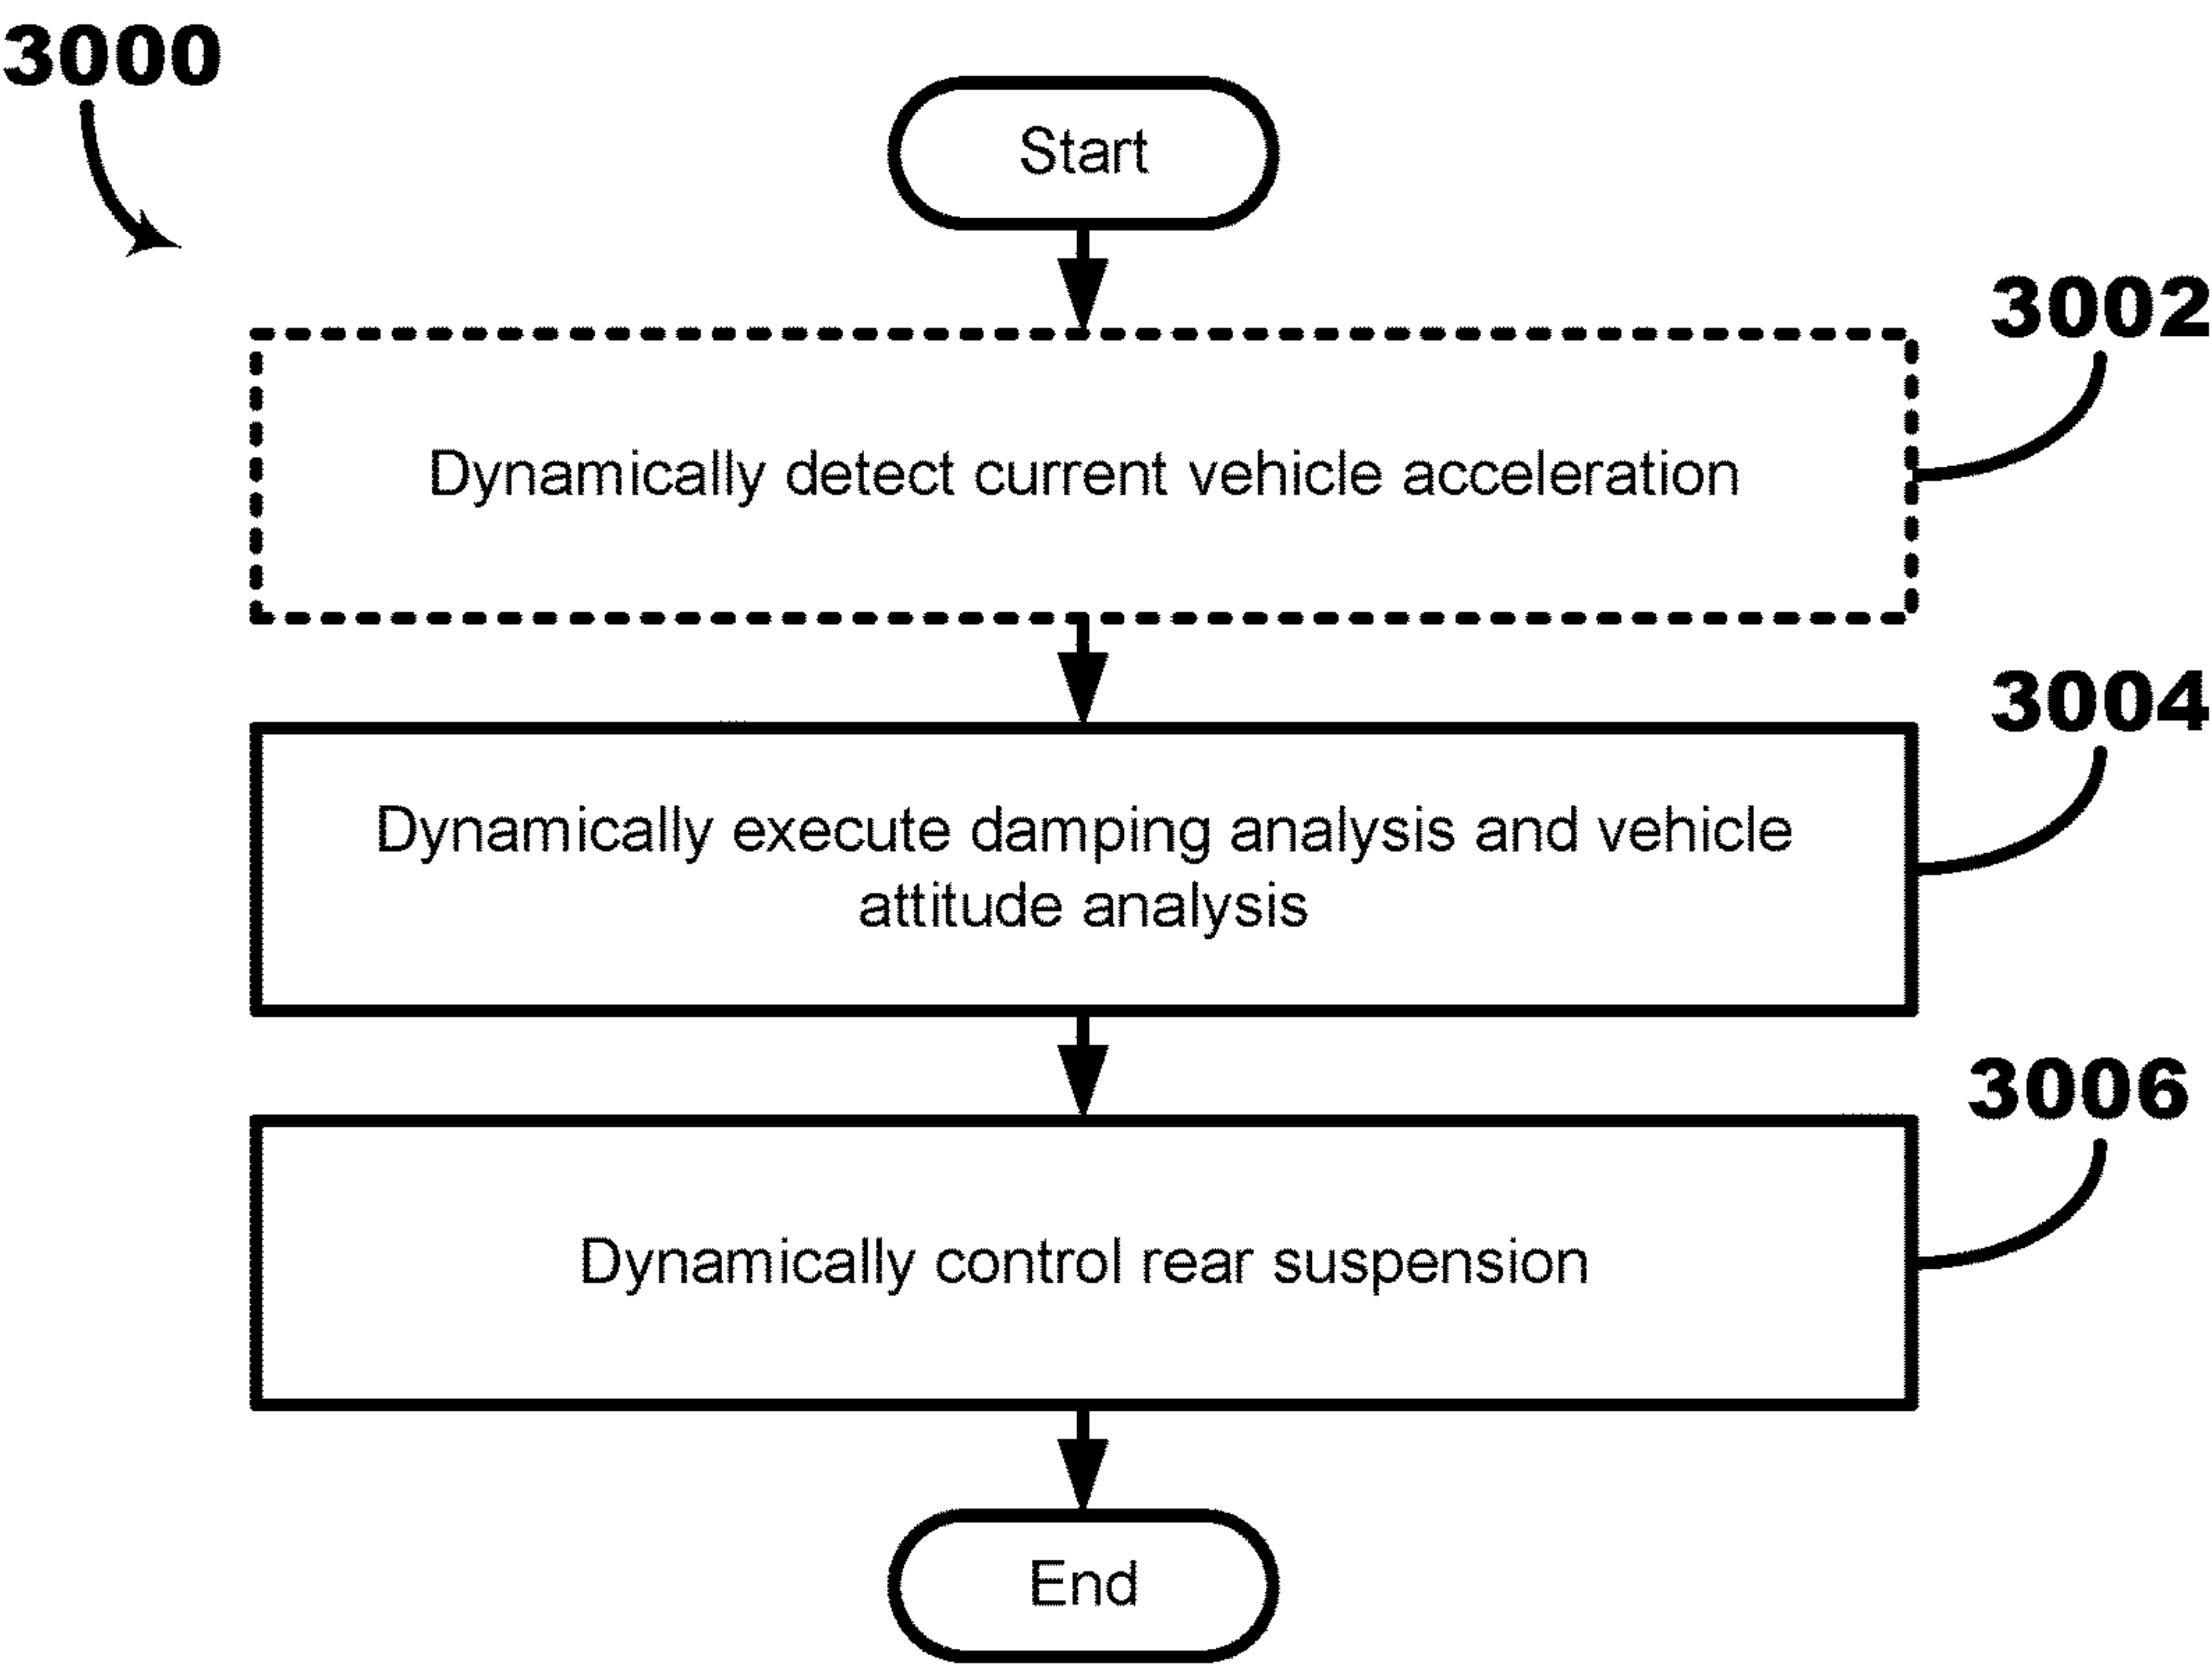 3000
Start
3002
Dynamically detect current vehicle acceleration
3004
Dynamically execute damping analysis and vehicle
attitude analysis
3006
Dynamically control rear suspension
End